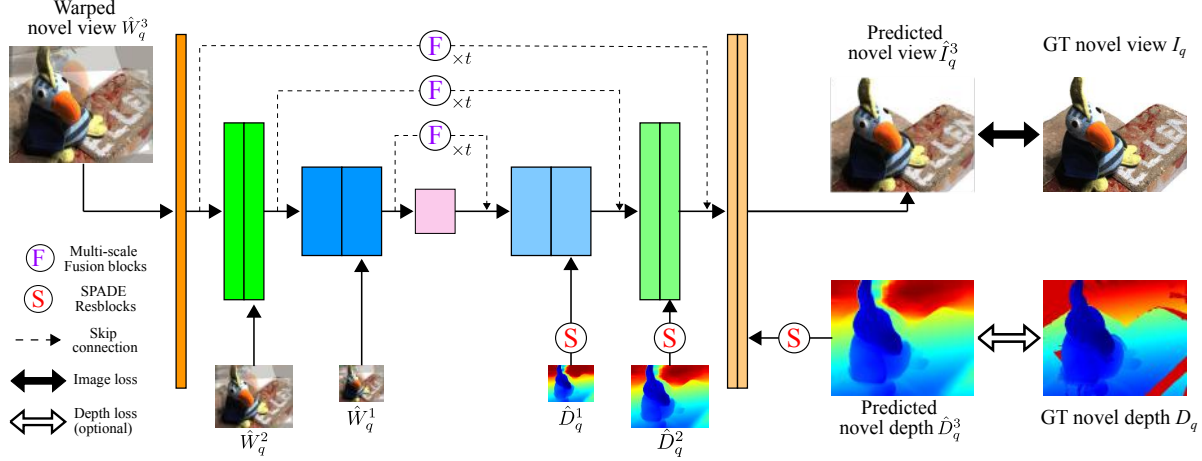 Warped
novel view Ŵ_q^3
F ×t
F ×t
F ×t
Predicted
novel view Î_q^3
GT novel view I_q
F Multi-scale
Fusion blocks
S SPADE
Resblocks
Skip
connection
Image loss
Depth loss
(optional)
S
S
S
Ŵ_q^2
Ŵ_q^1
D̂_q^1
D̂_q^2
Predicted
novel depth D̂_q^3
GT novel depth D_q
ELEN